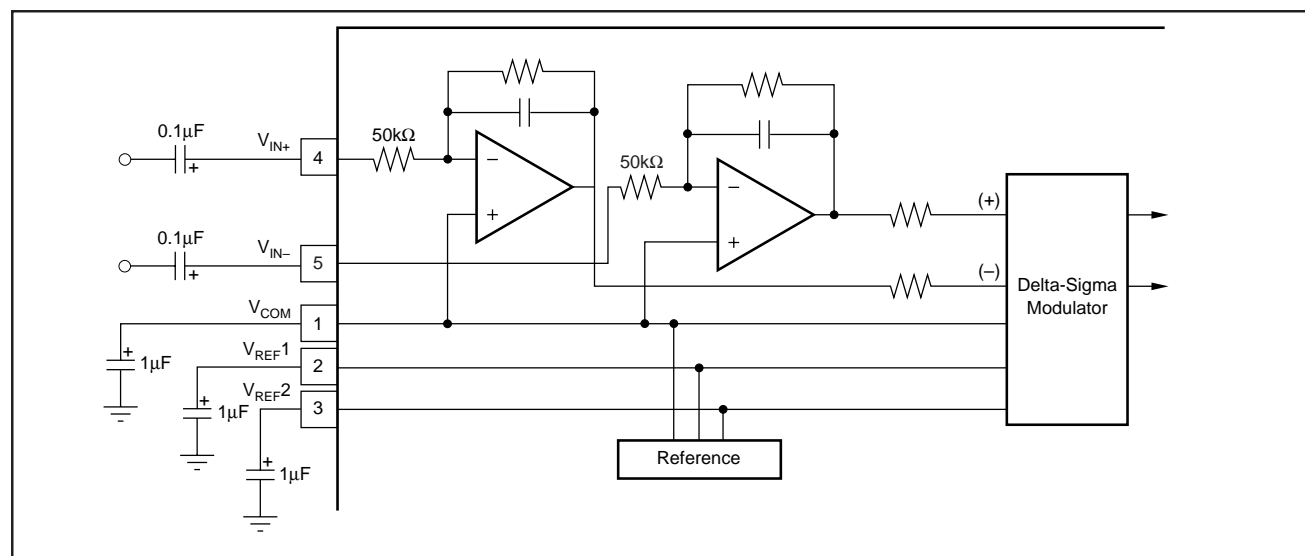 0.1µF
+
V_IN+
4
50kΩ
−
+
50kΩ
−
+
0.1µF
+
V_IN−
5
(+)
(−)
Delta-Sigma
Modulator
V_COM
1
+
1µF
V_REF1
2
+
1µF
V_REF2
3
+
1µF
Reference